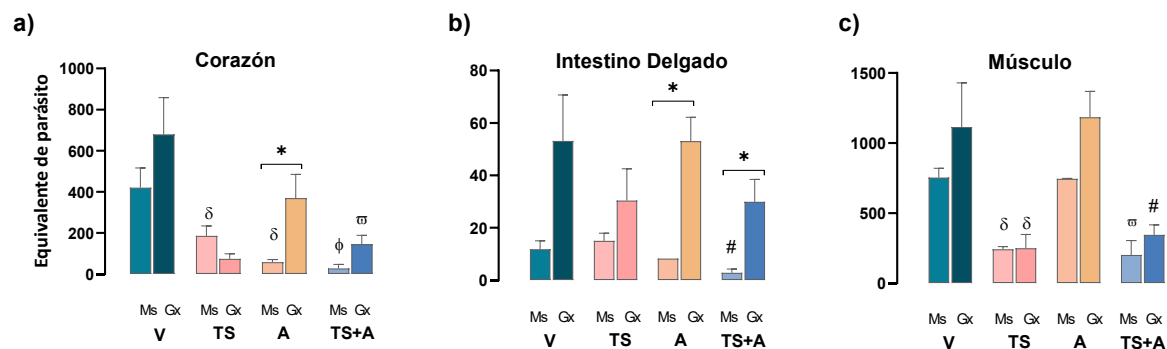 a)
Corazón
Equivalente de parásito
1000
800
600
400
200
0
δ
δ
*
ϕ
ϖ
Ms Gx Ms Gx Ms Gx Ms Gx
V TS A TS+A
b)
Intestino Delgado
80
60
40
20
0
*
*
#
Ms Gx Ms Gx Ms Gx Ms Gx
V TS A TS+A
c)
Músculo
1500
1000
500
0
δ δ
ϖ
#
Ms Gx Ms Gx Ms Gx Ms Gx
V TS A TS+A